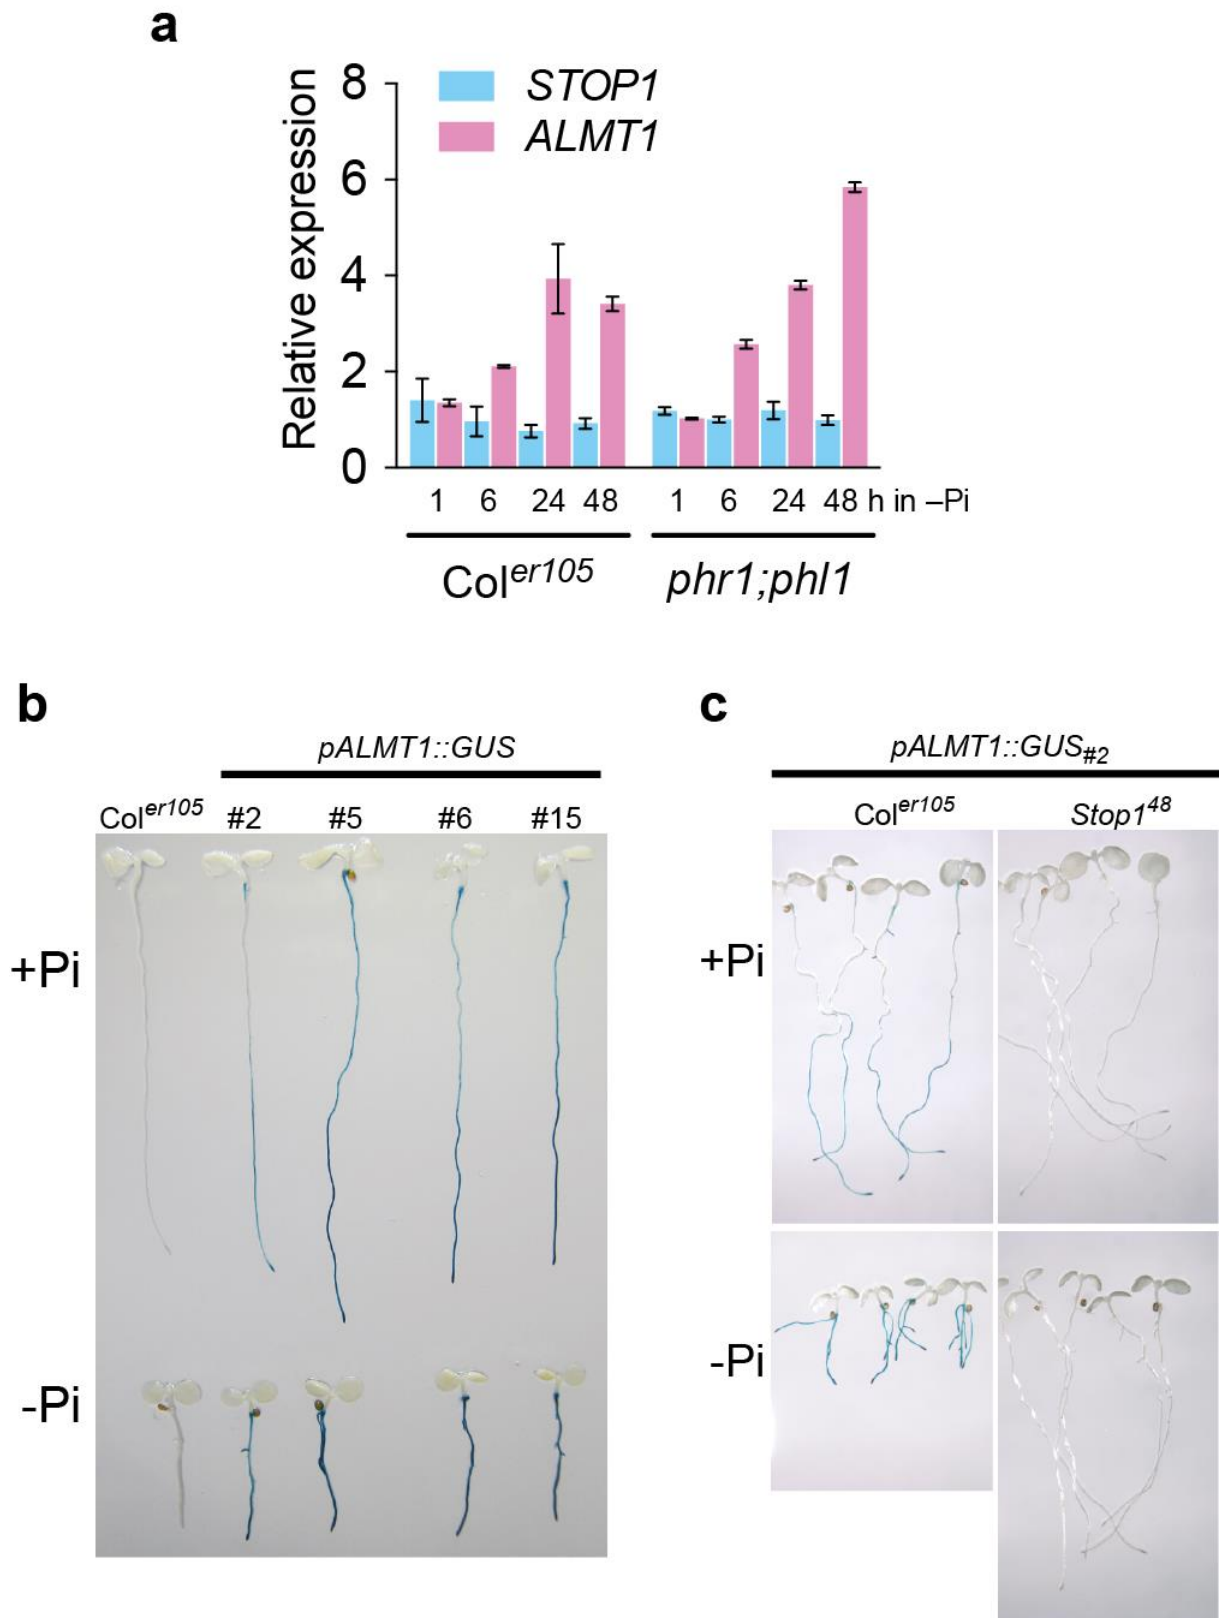 a
Relative expression
8
6
4
2
0
STOP1
ALMT1
1 6 24 48 1 6 24 48 h in –Pi
Col^er105 phr1;phl1
b
pALMT1::GUS
Col^er105 #2 #5 #6 #15
+Pi
-Pi
c
pALMT1::GUS#2
Col^er105 Stop1^48
+Pi
-Pi